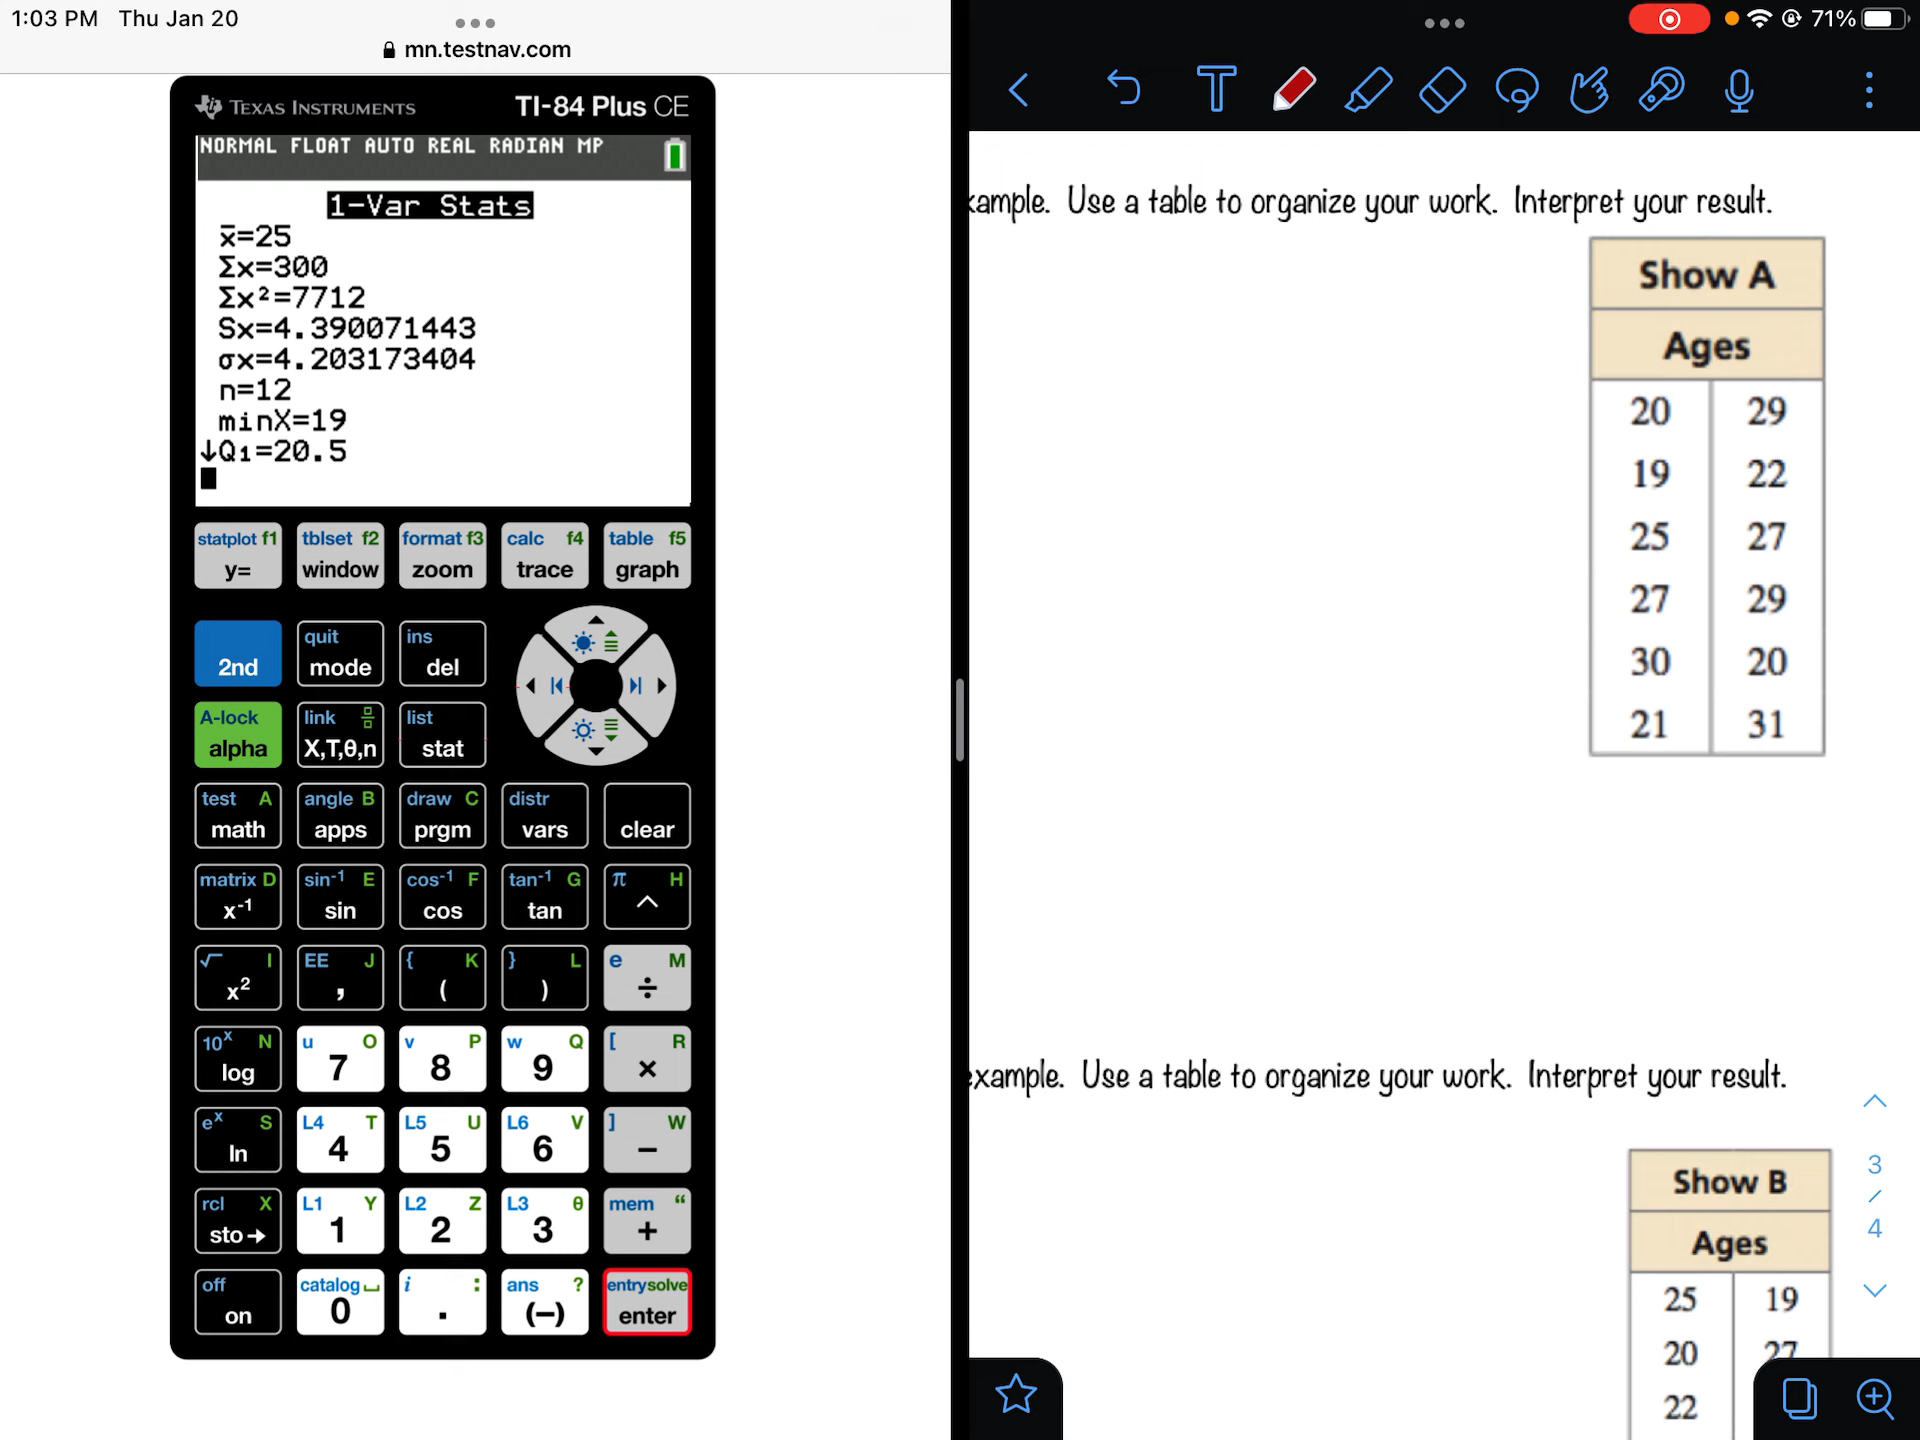 1:03 PM Thu Jan 20
mn.testnav.com
71%
TEXAS INSTRUMENTS
TI-84 Plus CE
NORMAL FLOAT AUTO REAL RADIAN MP
1-Var Stats
x̄=25
Σx=300
Σx²=7712
Sx=4.390071443
σx=4.203173404
n=12
minX=19
↓Q₁=20.5
statplot f1 tblset f2 format f3 calc f4 table f5
y= window zoom trace graph
quit ins
2nd mode del
A-lock link list
alpha X,T,θ,n stat
test A angle B draw C distr
math apps prgm vars clear
matrix D sin⁻¹ E cos⁻¹ F tan⁻¹ G π H
x⁻¹ sin cos tan ^
√ I EE J { K } L e M
x² , ( ) ÷
10ˣ N u O v P w Q [ R
log 7 8 9 ×
eˣ S L4 T L5 U L6 V ] W
ln 4 5 6 −
rcl X L1 Y L2 Z L3 θ mem “
sto→ 1 2 3 +
off catalog ⎵ i : ans ? entry solve
on 0 . (−) enter
xample. Use a table to organize your work. Interpret your result.
Show A
Ages
20 29
19 22
25 27
27 29
30 20
21 31
example. Use a table to organize your work. Interpret your result.
Show B
Ages
25 19
20 27
22
3
/
4